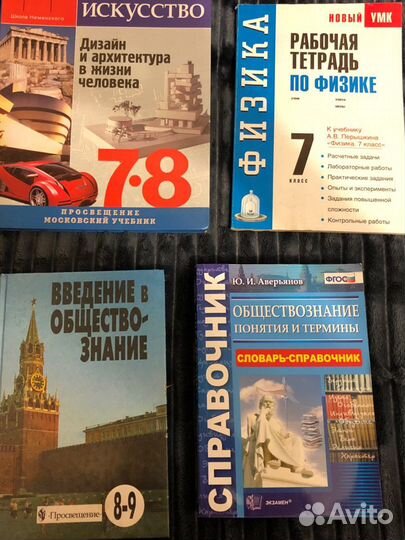 Школа Неменского
ИСКУССТВО
Дизайн
и архитектура
в жизни
человека
7•8
ПРОСВЕЩЕНИЕ
МОСКОВСКИЙ УЧЕБНИК
ФИЗИКА
НОВЫЙ УМК
РАБОЧАЯ
ТЕТРАДЬ
ПО ФИЗИКЕ
7
КЛАСС
К учебнику
А.В. Перышкина
«Физика. 7 класс»
• Расчетные задачи
• Лабораторные работы
• Практические задания
• Опыты и эксперименты
• Задания повышенной
сложности
• Контрольные работы
ВВЕДЕНИЕ В
ОБЩЕСТВО-
ЗНАНИЕ
«Просвещение»
8-9
СПРАВОЧНИК
Ю. И. Аверьянов
ФГОС
ОБЩЕСТВОЗНАНИЕ
ПОНЯТИЯ И ТЕРМИНЫ
СЛОВАРЬ-СПРАВОЧНИК
ЭКЗАМЕН
Avito